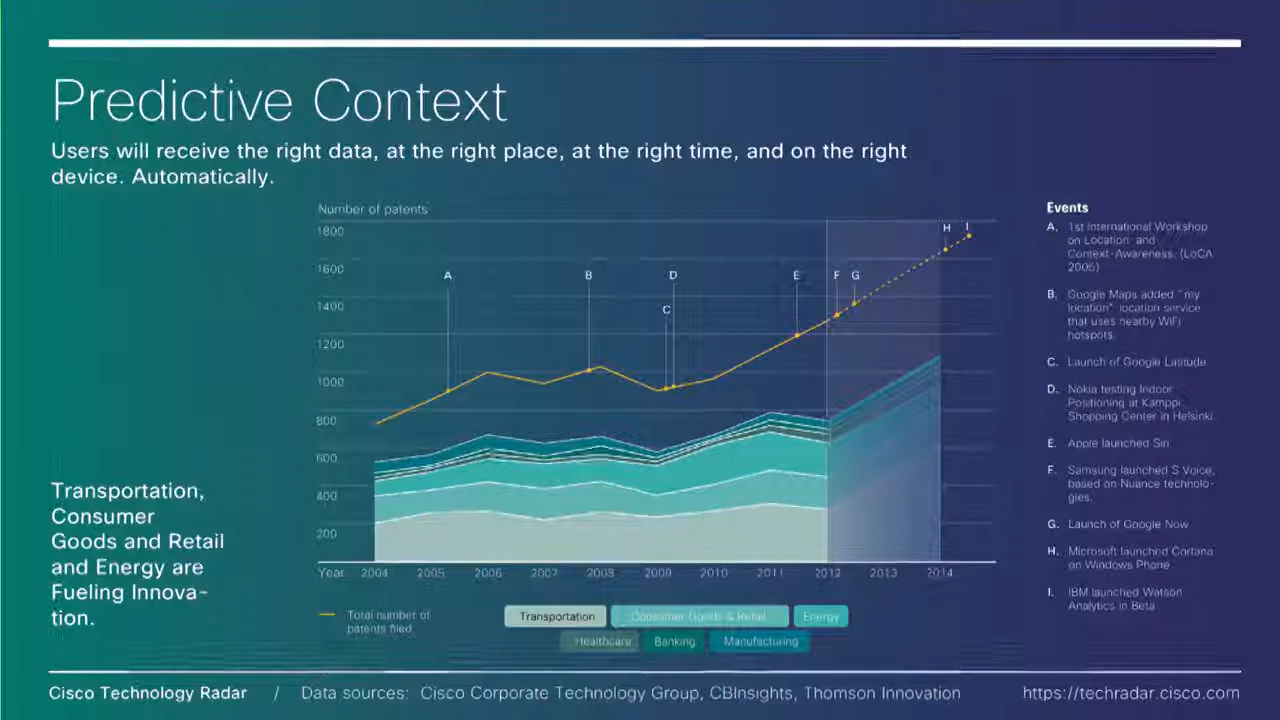 Predictive Context
Users will receive the right data, at the right place, at the right time, and on the right
device. Automatically.
Number of patents
1800
1600
1400
1200
1000
800
600
400
200
A
B
C
D
E
F
G
H
I
Year
2004
2005
2006
2007
2008
2009
2010
2011
2012
2013
2014
Total number of
patents filed
Transportation
Consumer Goods & Retail
Energy
Healthcare
Banking
Manufacturing
Transportation,
Consumer
Goods and Retail
and Energy are
Fueling Innova-
tion.
Events
A. 1st International Workshop
on Location- and
Context-Awareness. (LoCA
2005)
B. Google Maps added "my
location" location service
that uses nearby WiFi
hotspots.
C. Launch of Google Latitude.
D. Nokia testing Indoor
Positioning at Kamppi
Shopping Center in Helsinki.
E. Apple launched Siri
F. Samsung launched S Voice,
based on Nuance technolo-
gies.
G. Launch of Google Now
H. Microsoft launched Cortana
on Windows Phone
I. IBM launched Watson
Analytics in Beta
Cisco Technology Radar / Data sources: Cisco Corporate Technology Group, CBInsights, Thomson Innovation
https://techradar.cisco.com